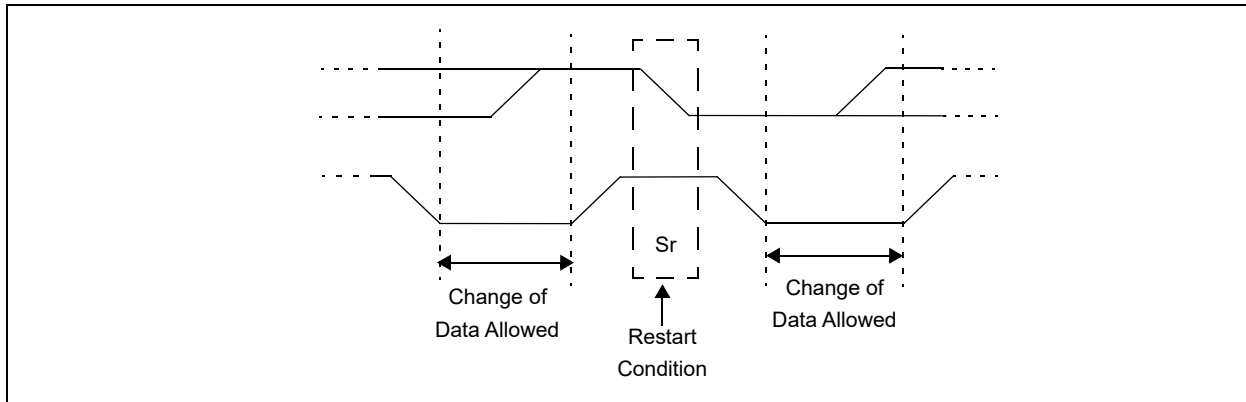 Sr
Change of
Data Allowed
Restart
Condition
Change of
Data Allowed